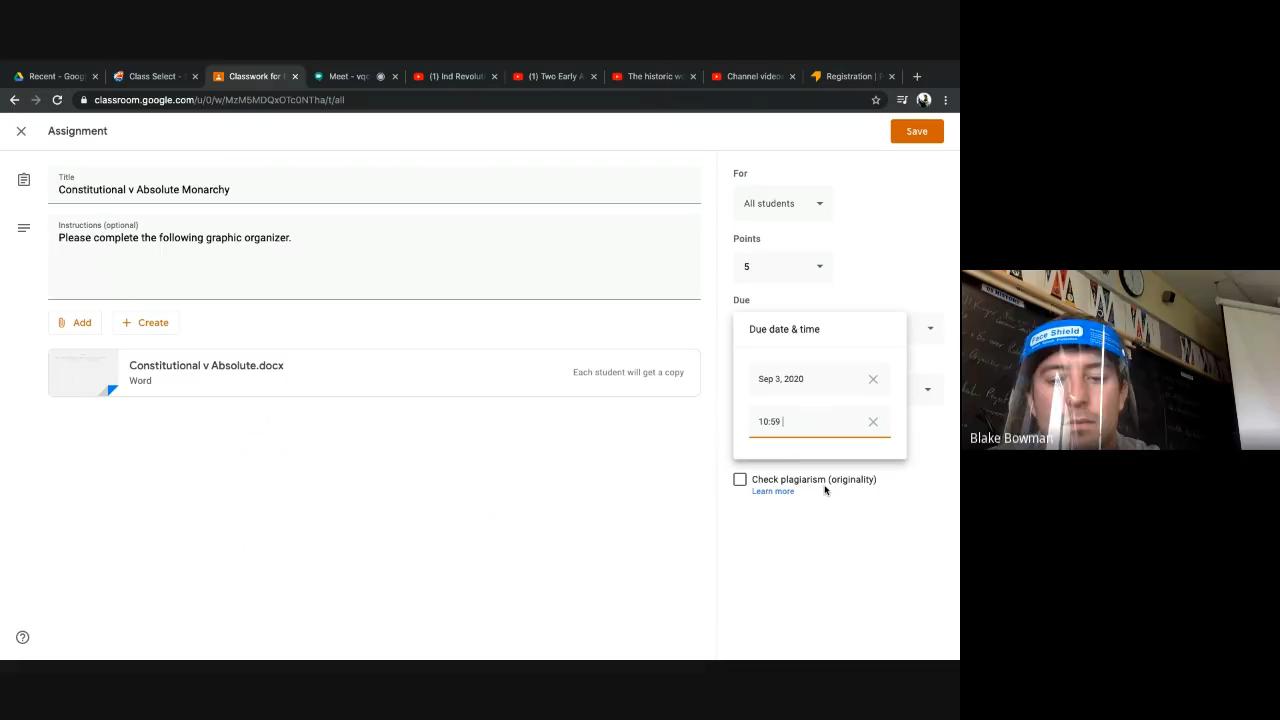 Recent - Goog
Class Select -
Classwork for
Meet - vqc
(1) Ind Revolut
(1) Two Early A
The historic w
Channel video
Registration |
classroom.google.com/u/0/w/MzM5MDQxOTc0NTha/t/all
Assignment
Save
Title
Constitutional v Absolute Monarchy
Instructions (optional)
Please complete the following graphic organizer.
Add
Create
Constitutional v Absolute.docx
Word
Each student will get a copy
For
All students
Points
5
Due
Due date & time
Sep 3, 2020
10:59
Check plagiarism (originality)
Learn more
Face Shield
Blake Bowman